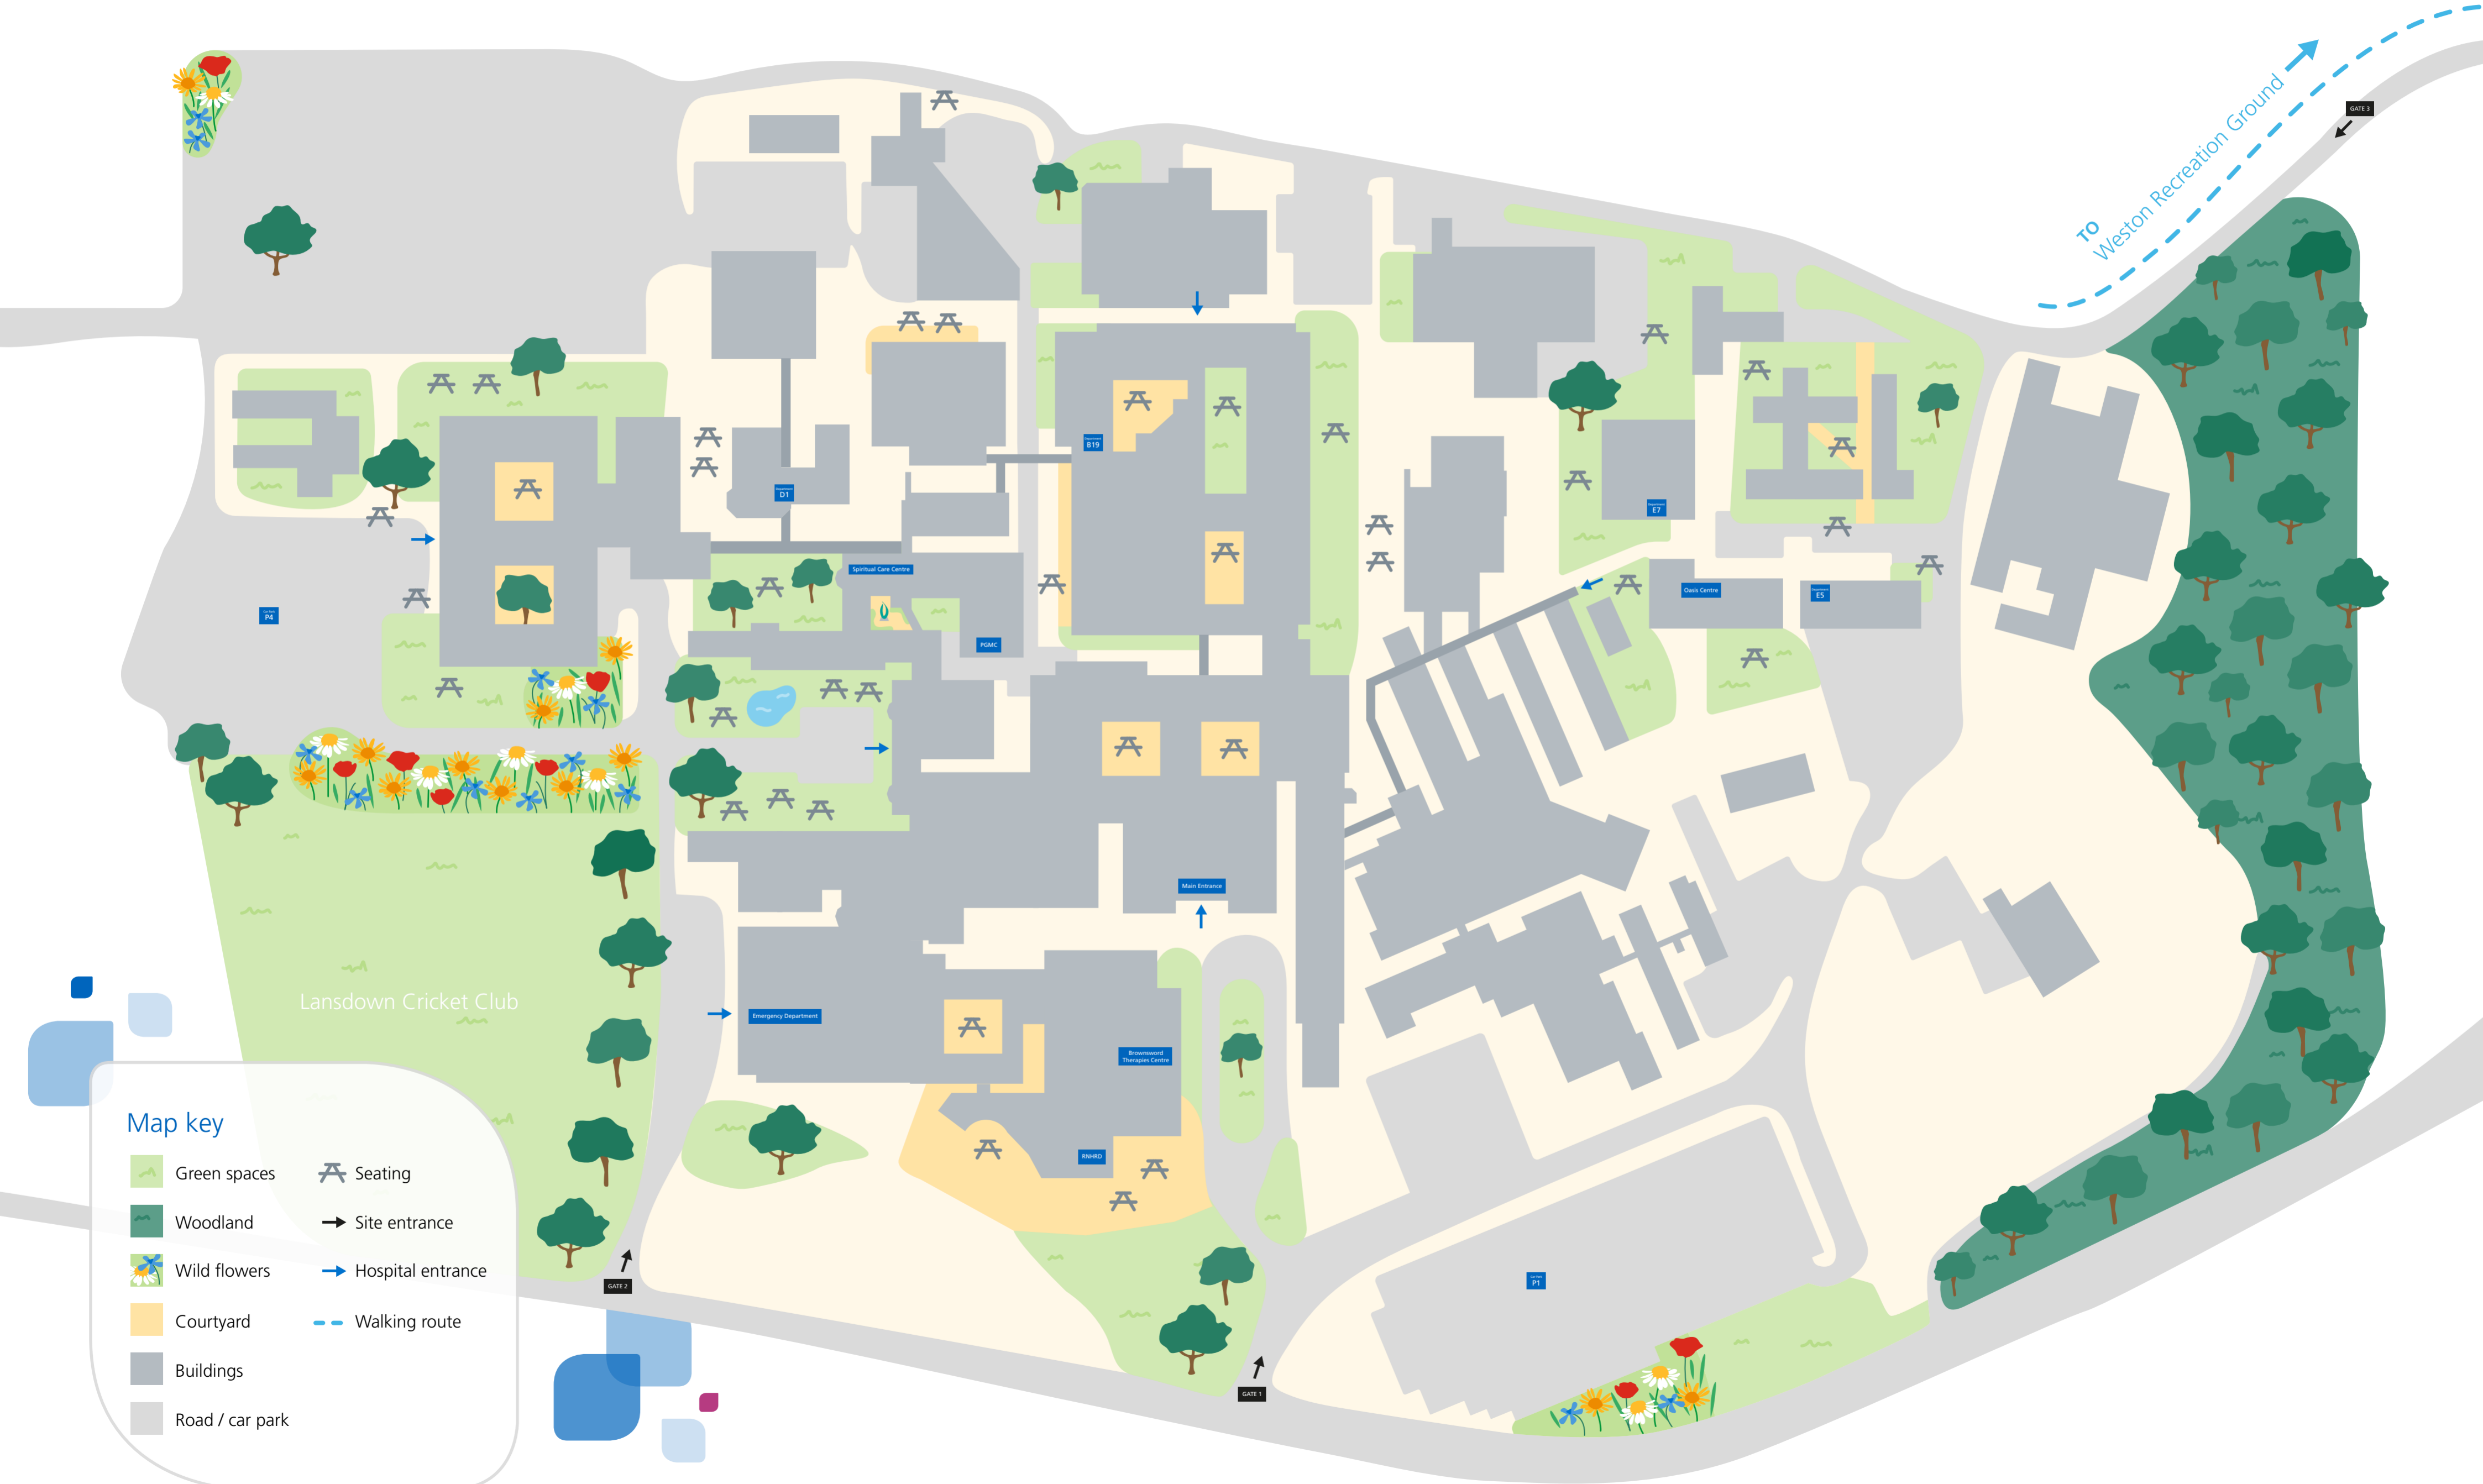 TO
Weston Recreation Ground
GATE 3
B19
D1
E7
Spiritual Care Centre
Oasis Centre
E5
P4
PGMC
Main Entrance
Lansdown Cricket Club
Emergency Department
Brownsword
Therapies Centre
RNHRD
Map key
Green spaces
Seating
Woodland
Site entrance
Wild flowers
Hospital entrance
Courtyard
Walking route
Buildings
Road / car park
GATE 2
P1
GATE 1